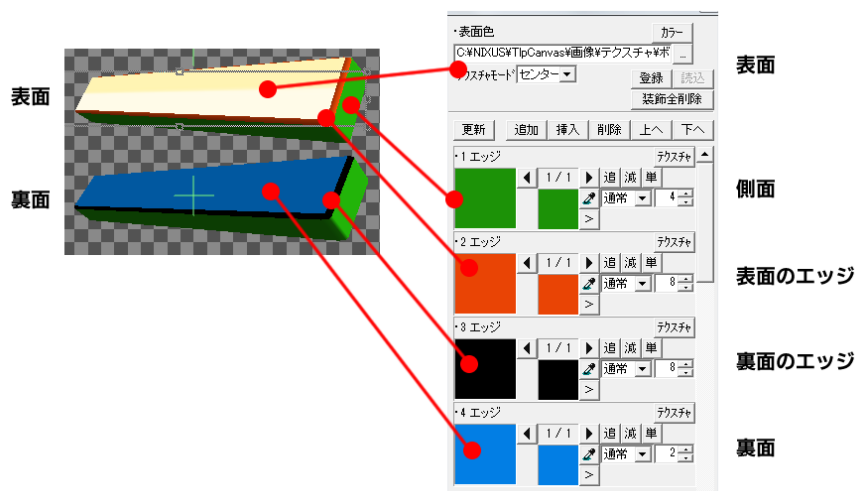 表面
裏面
・表面色
カラー
C:¥NIXUS¥TlpCanvas¥画像¥テクスチャ¥ボ
...
テクスチャモード
センター
登録
読込
装飾全削除
更新
追加
挿入
削除
上へ
下へ
・1 エッジ
テクスチャ
1 / 1
追
減
単
通常
4
>
・2 エッジ
テクスチャ
1 / 1
追
減
単
通常
8
>
・3 エッジ
テクスチャ
1 / 1
追
減
単
通常
8
>
・4 エッジ
テクスチャ
1 / 1
追
減
単
通常
2
>
表面
側面
表面のエッジ
裏面のエッジ
裏面